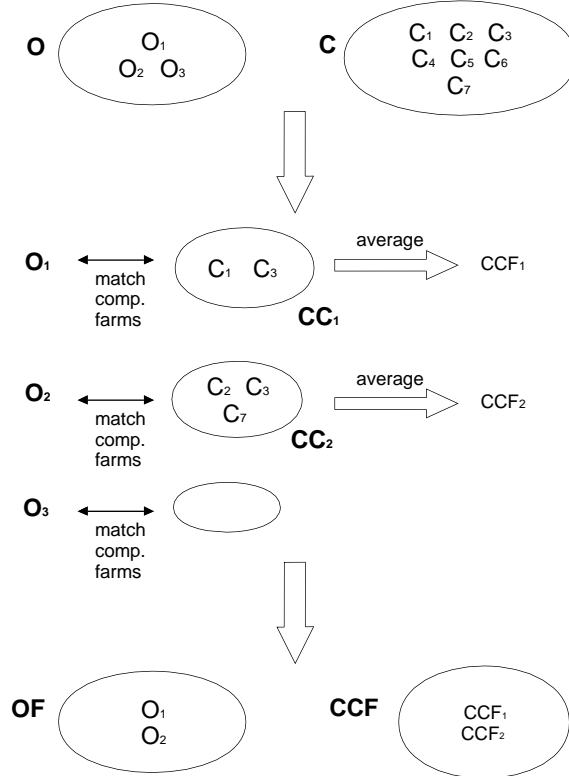 O
O₁
O₂ O₃
C
C₁ C₂ C₃
C₄ C₅ C₆
C₇
O₁
match
comp.
farms
C₁ C₃
CC₁
average
CCF₁
O₂
match
comp.
farms
C₂ C₃
C₇
CC₂
average
CCF₂
O₃
match
comp.
farms
OF
O₁
O₂
CCF
CCF₁
CCF₂